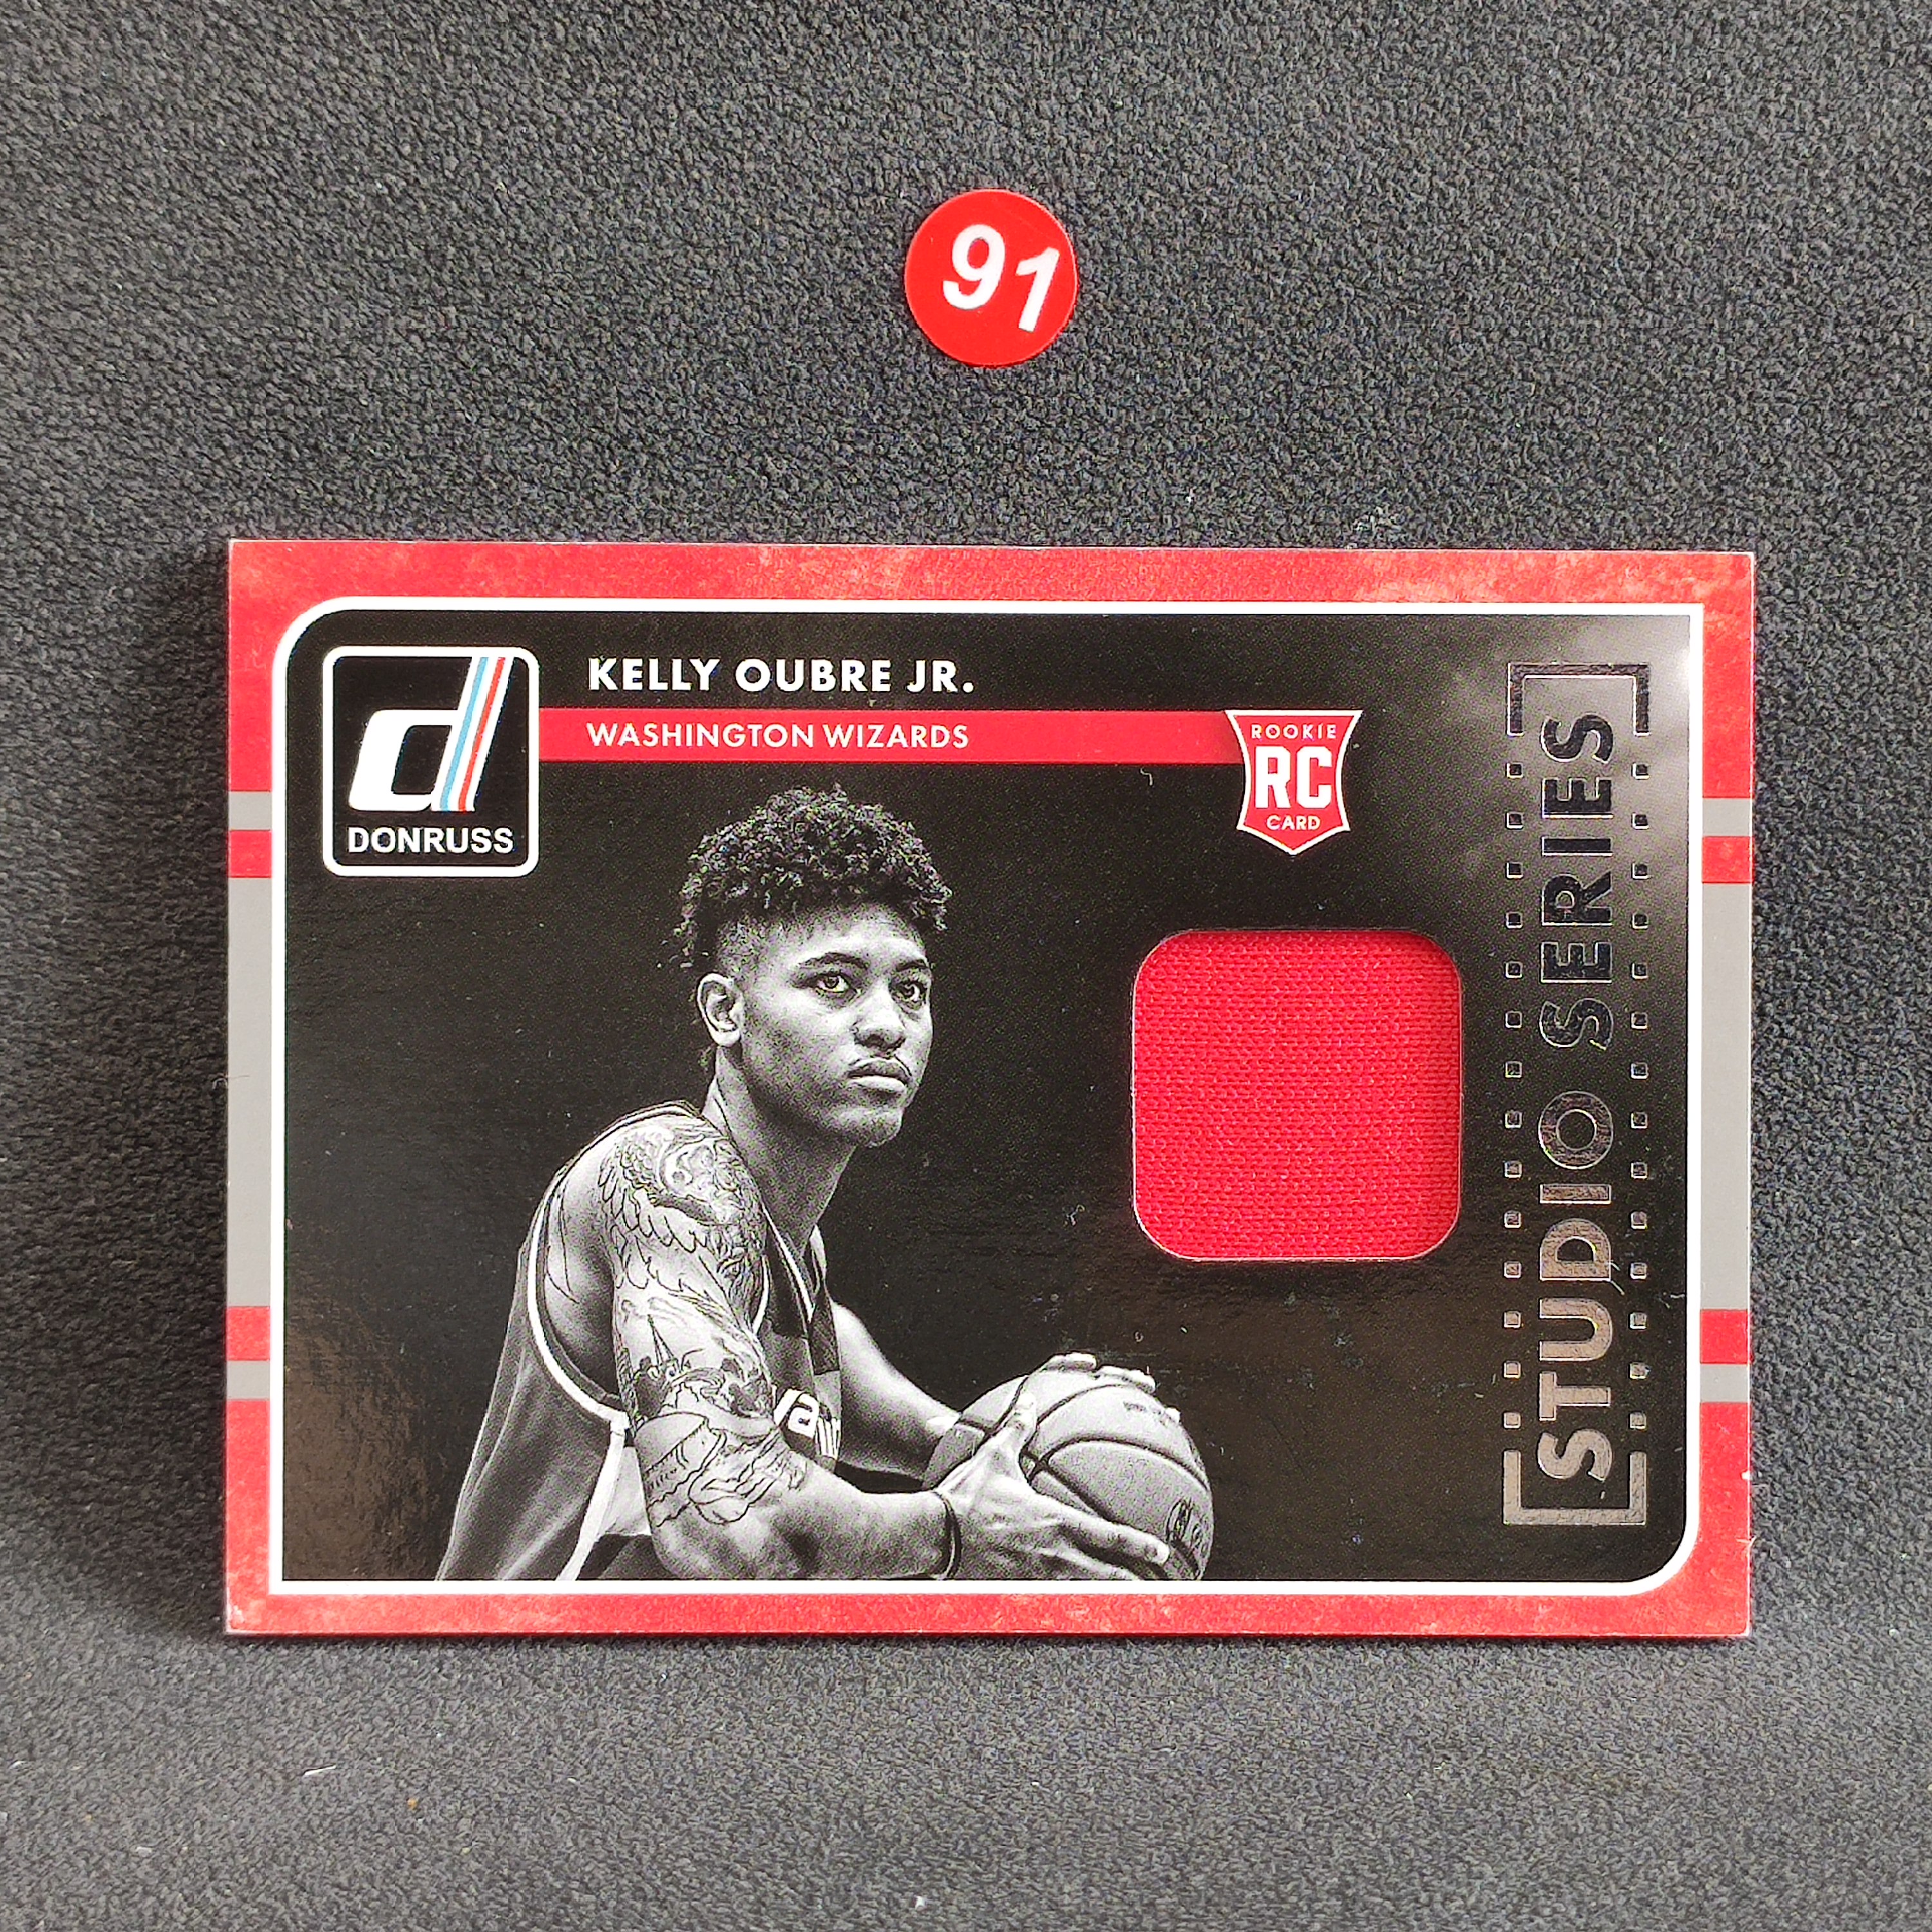 91
KELLY OUBRE JR.
WASHINGTON WIZARDS
d
DONRUSS
ROOKIE
RC
CARD
STUDIO SERIES